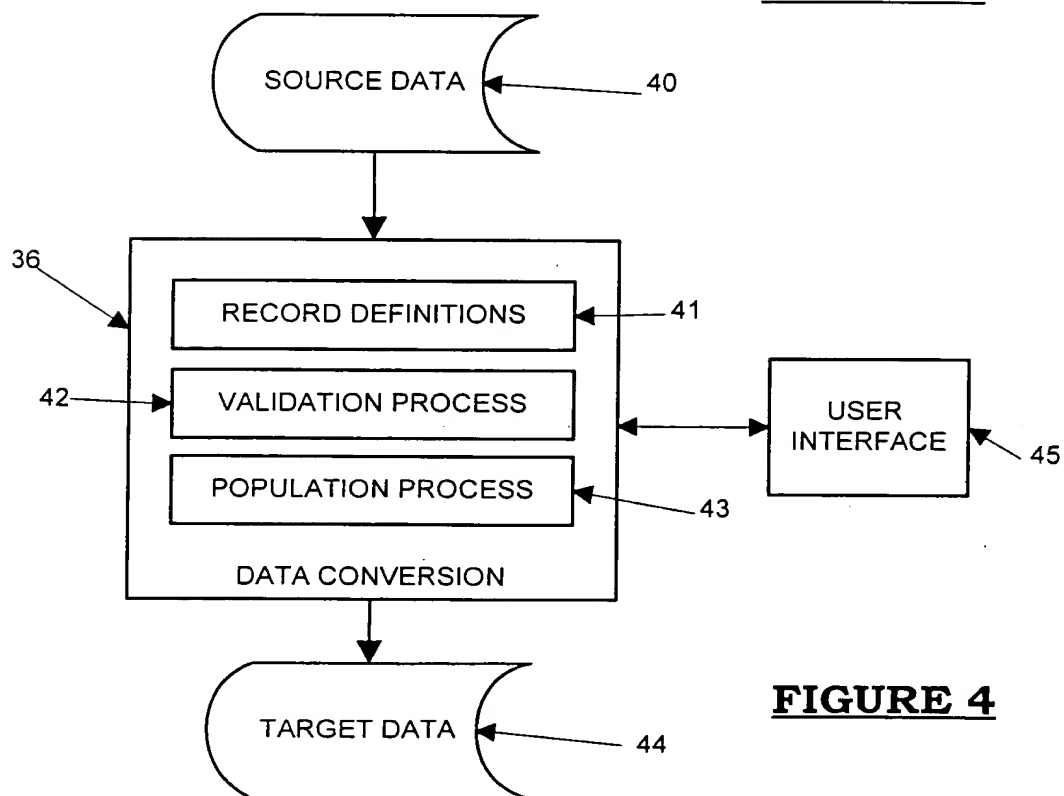 SOURCE DATA
40
36
RECORD DEFINITIONS
41
42
VALIDATION PROCESS
USER
INTERFACE
45
POPULATION PROCESS
43
DATA CONVERSION
TARGET DATA
44
FIGURE 4